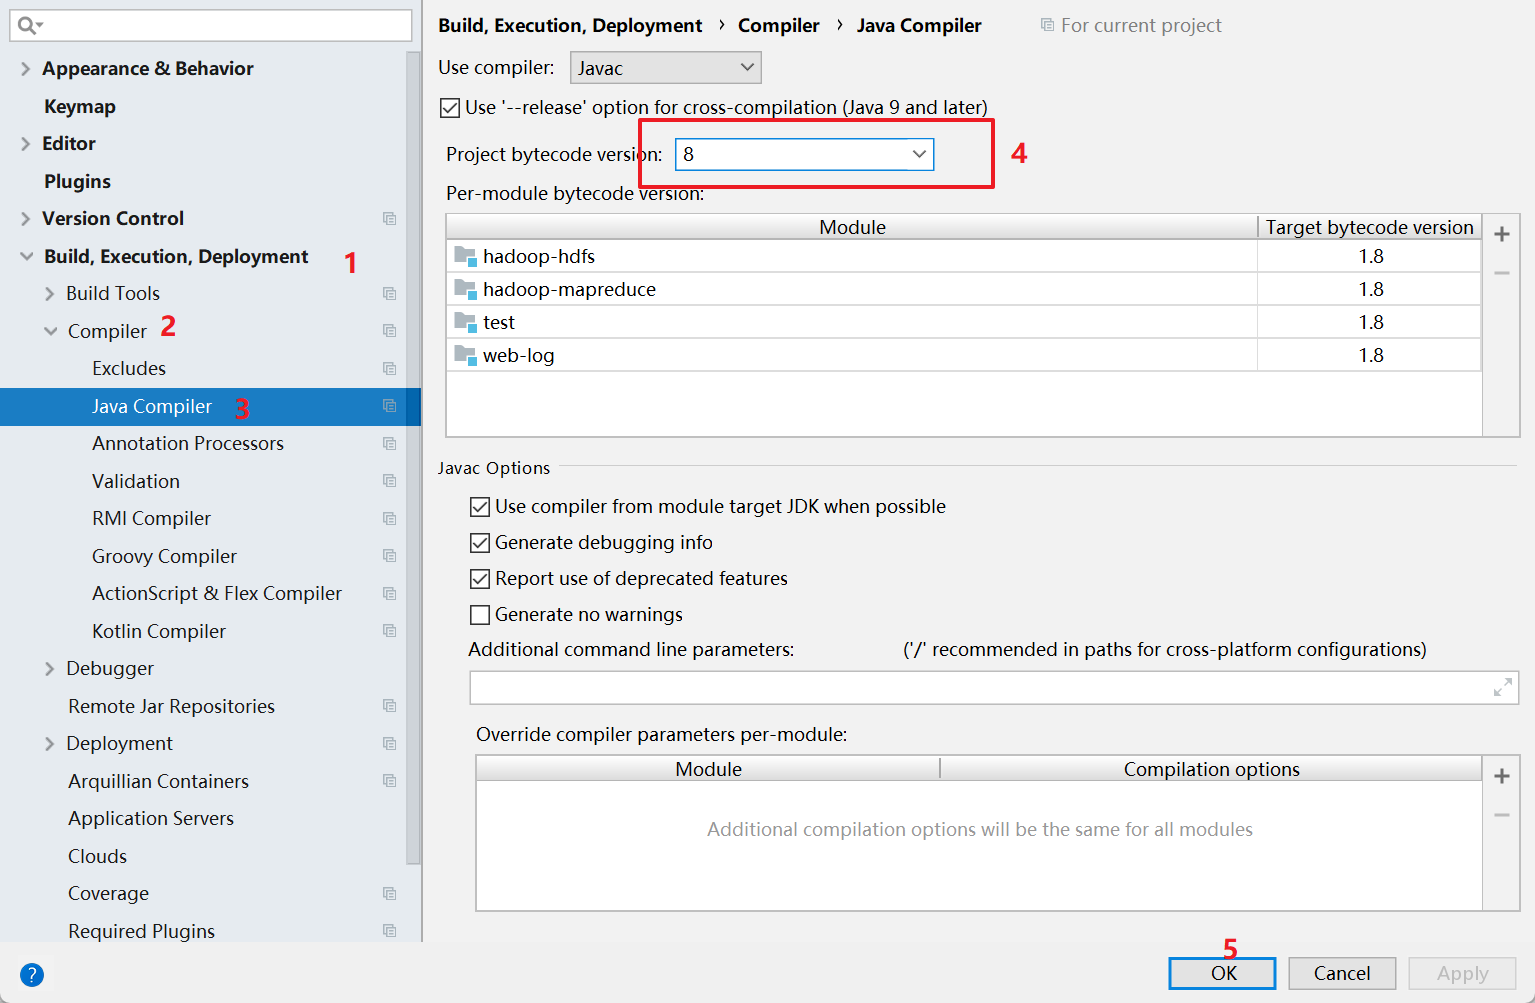 Appearance & Behavior
Keymap
Editor
Plugins
Version Control
Build, Execution, Deployment 1
Build Tools
Compiler 2
Excludes
Java Compiler 3
Annotation Processors
Validation
RMI Compiler
Groovy Compiler
ActionScript & Flex Compiler
Kotlin Compiler
Debugger
Remote Jar Repositories
Deployment
Arquillian Containers
Application Servers
Clouds
Coverage
Required Plugins
?
Build, Execution, Deployment › Compiler › Java Compiler For current project
Use compiler: Javac
Use '--release' option for cross-compilation (Java 9 and later)
Project bytecode version: 8 4
Per-module bytecode version:
Module Target bytecode version
hadoop-hdfs 1.8
hadoop-mapreduce 1.8
test 1.8
web-log 1.8
Javac Options
Use compiler from module target JDK when possible
Generate debugging info
Report use of deprecated features
Generate no warnings
Additional command line parameters: ('/' recommended in paths for cross-platform configurations)
Override compiler parameters per-module:
Module Compilation options
Additional compilation options will be the same for all modules
5
OK Cancel Apply